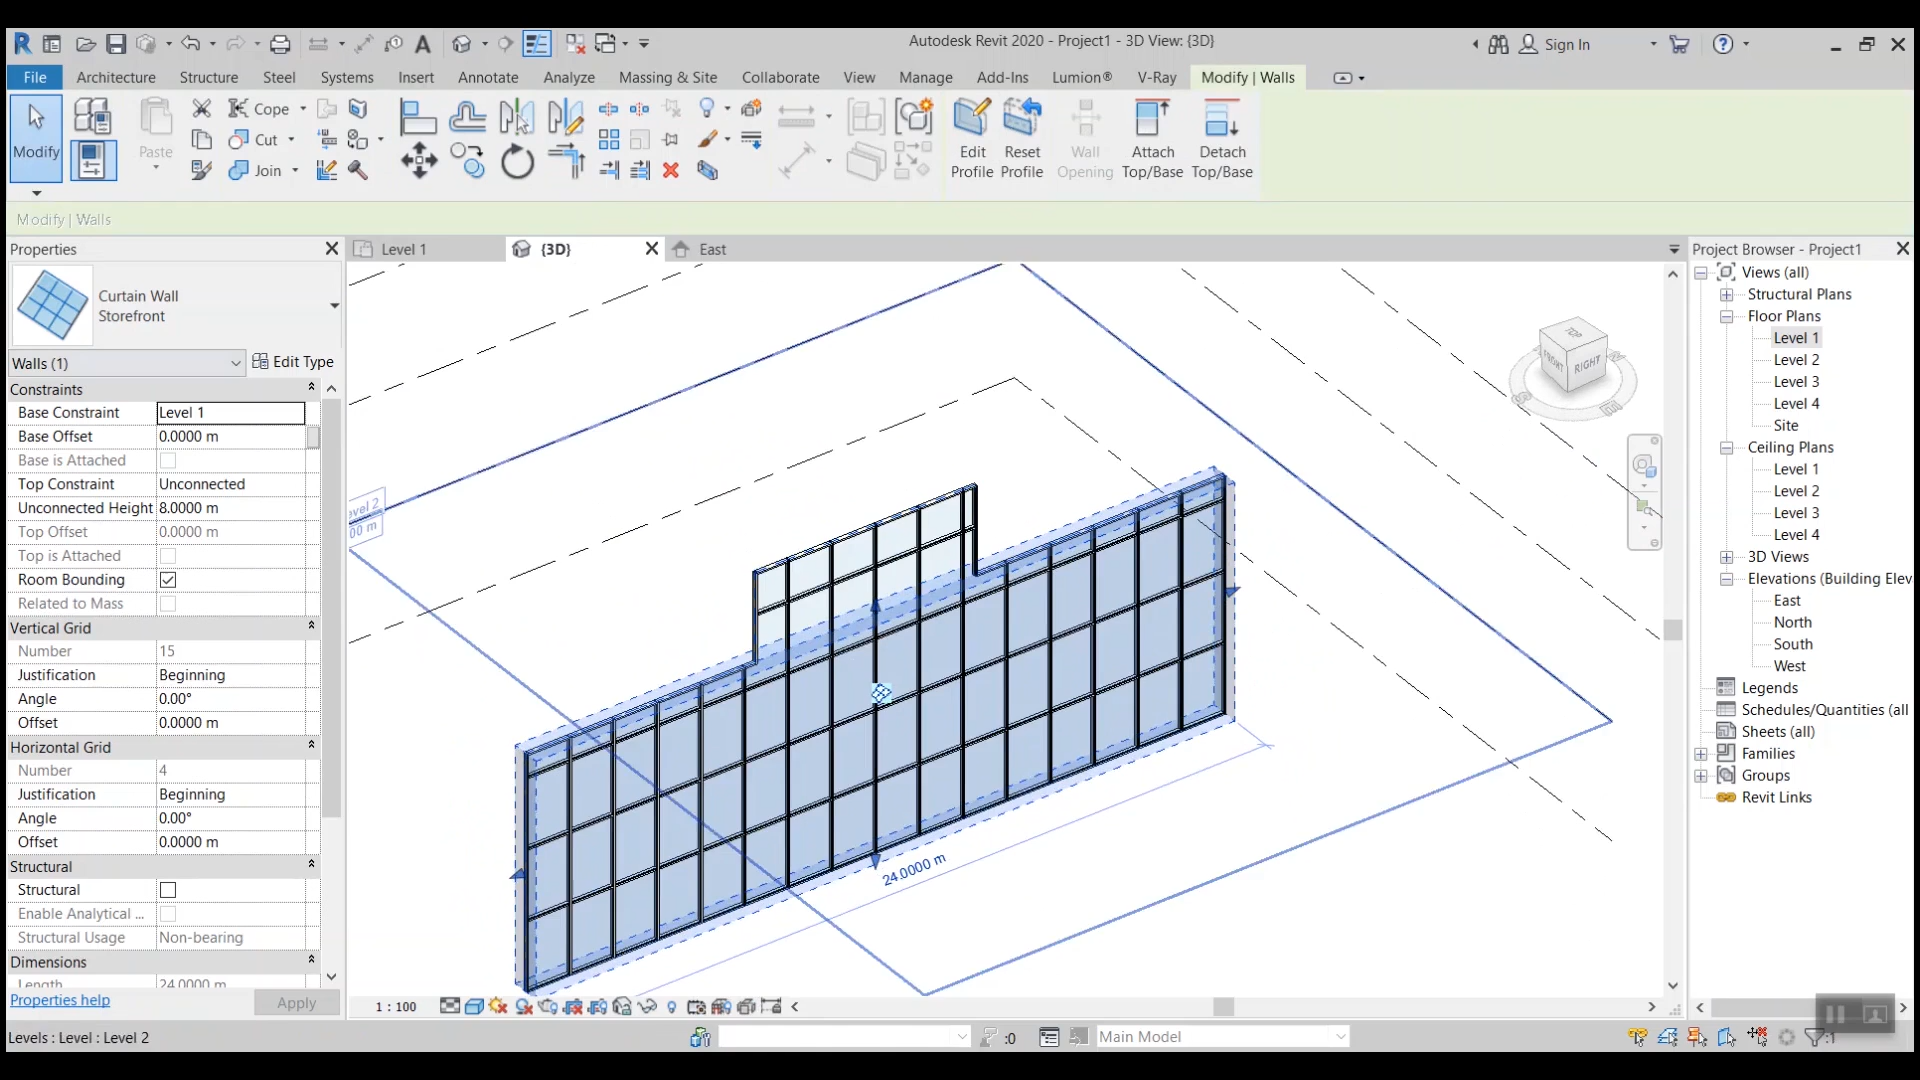 Autodesk Revit 2020 - Project1 - 3D View: {3D}
Sign In
File Architecture Structure Steel Systems Insert Annotate Analyze Massing & Site Collaborate View Manage Add-Ins Lumion® V-Ray Modify | Walls
Modify
Paste
Cope
Cut
Join
Edit Profile
Reset Profile
Wall Opening
Attach Top/Base
Detach Top/Base
Modify | Walls
Properties
Level 1
{3D}
East
Project Browser - Project1
Curtain Wall
Storefront
Walls (1)
Edit Type
Constraints
Base Constraint Level 1
Base Offset 0.0000 m
Base is Attached
Top Constraint Unconnected
Unconnected Height 8.0000 m
Top Offset 0.0000 m
Top is Attached
Room Bounding
Related to Mass
Vertical Grid
Number 15
Justification Beginning
Angle 0.00°
Offset 0.0000 m
Horizontal Grid
Number 4
Justification Beginning
Angle 0.00°
Offset 0.0000 m
Structural
Structural
Enable Analytical ...
Structural Usage Non-bearing
Dimensions
Length 24.0000 m
Properties help
Apply
evel 2
00 m
24.0000 m
TOP
FRONT
RIGHT
Views (all)
Structural Plans
Floor Plans
Level 1
Level 2
Level 3
Level 4
Site
Ceiling Plans
Level 1
Level 2
Level 3
Level 4
3D Views
Elevations (Building Elev
East
North
South
West
Legends
Schedules/Quantities (all
Sheets (all)
Families
Groups
Revit Links
1 : 100
Levels : Level : Level 2
:0
Main Model
:1